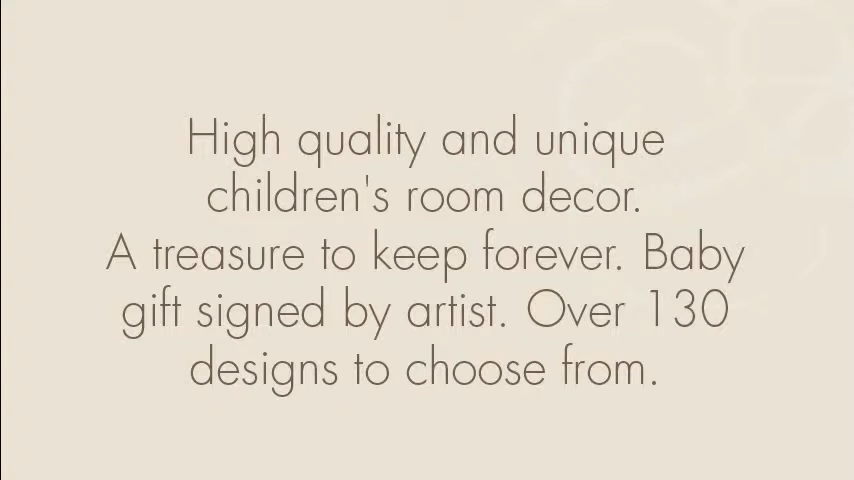 High quality and unique
children's room decor.
A treasure to keep forever. Baby
gift signed by artist. Over 130
designs to choose from.